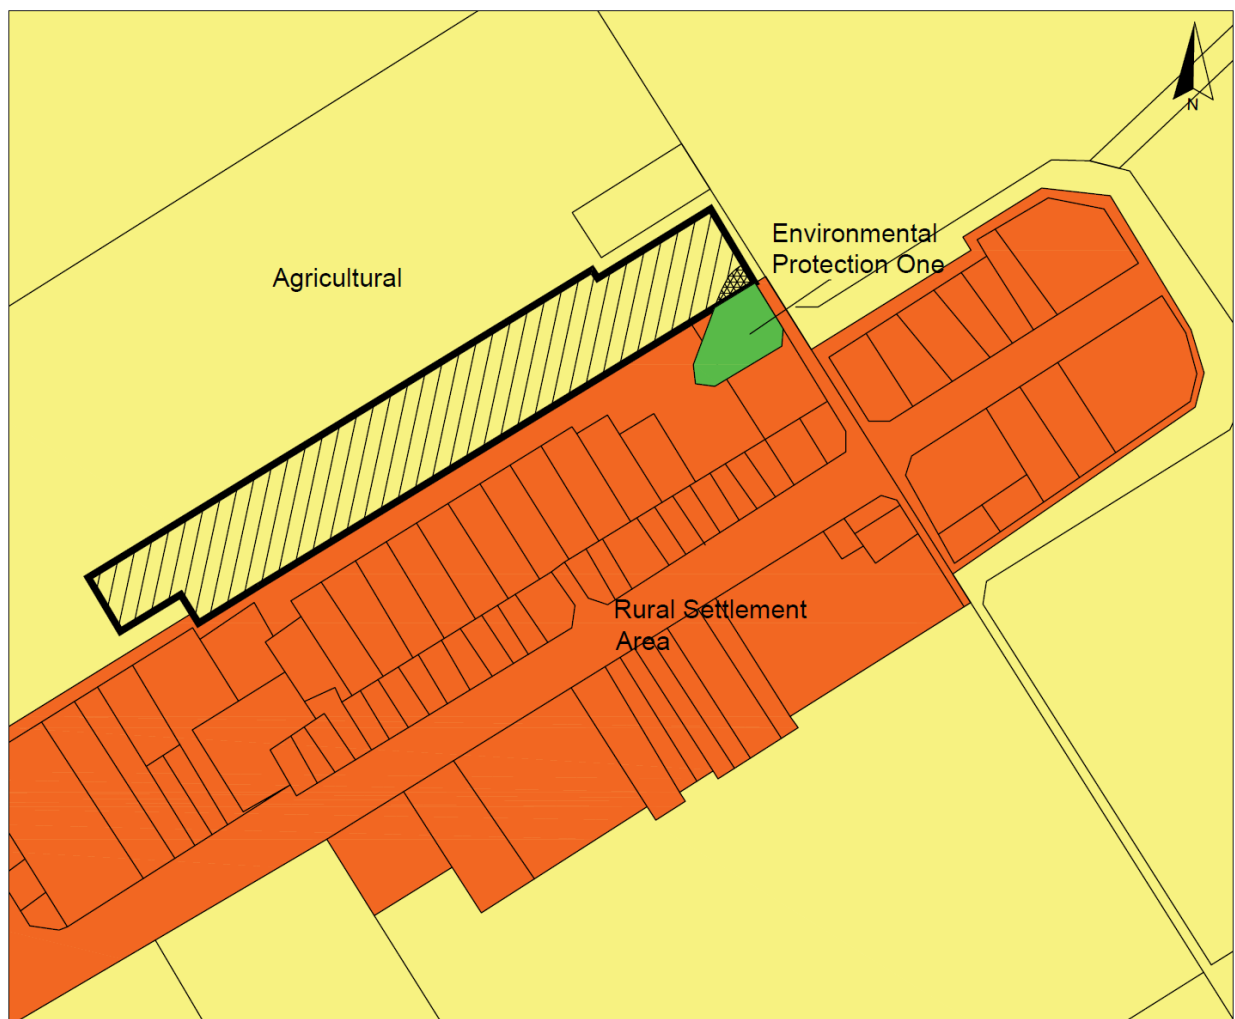 N
Environmental
Protection One
Agricultural
Rural Settlement
Area